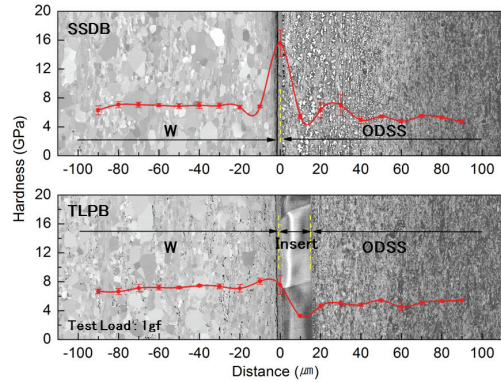 Hardness (GPa)
20
SSDB
16
12
8
4
W
ODSS
0
-100 -80 -60 -40 -20 0 20 40 60 80 100
20
TLPB
16
W
Insert
ODSS
12
8
4
Test Load : 1gf
0
-100 -80 -60 -40 -20 0 20 40 60 80 100
Distance (㎛)